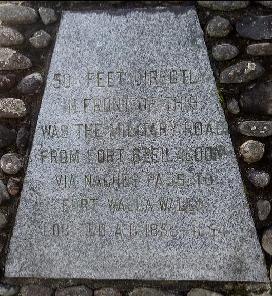 50 FEET DIRECTLY
IN FRONT OF THIS
WAS THE MILITARY ROAD
FROM FORT STEILACOOM
VIA NACHES PASS TO
FORT WALLA WALLA
A.D.